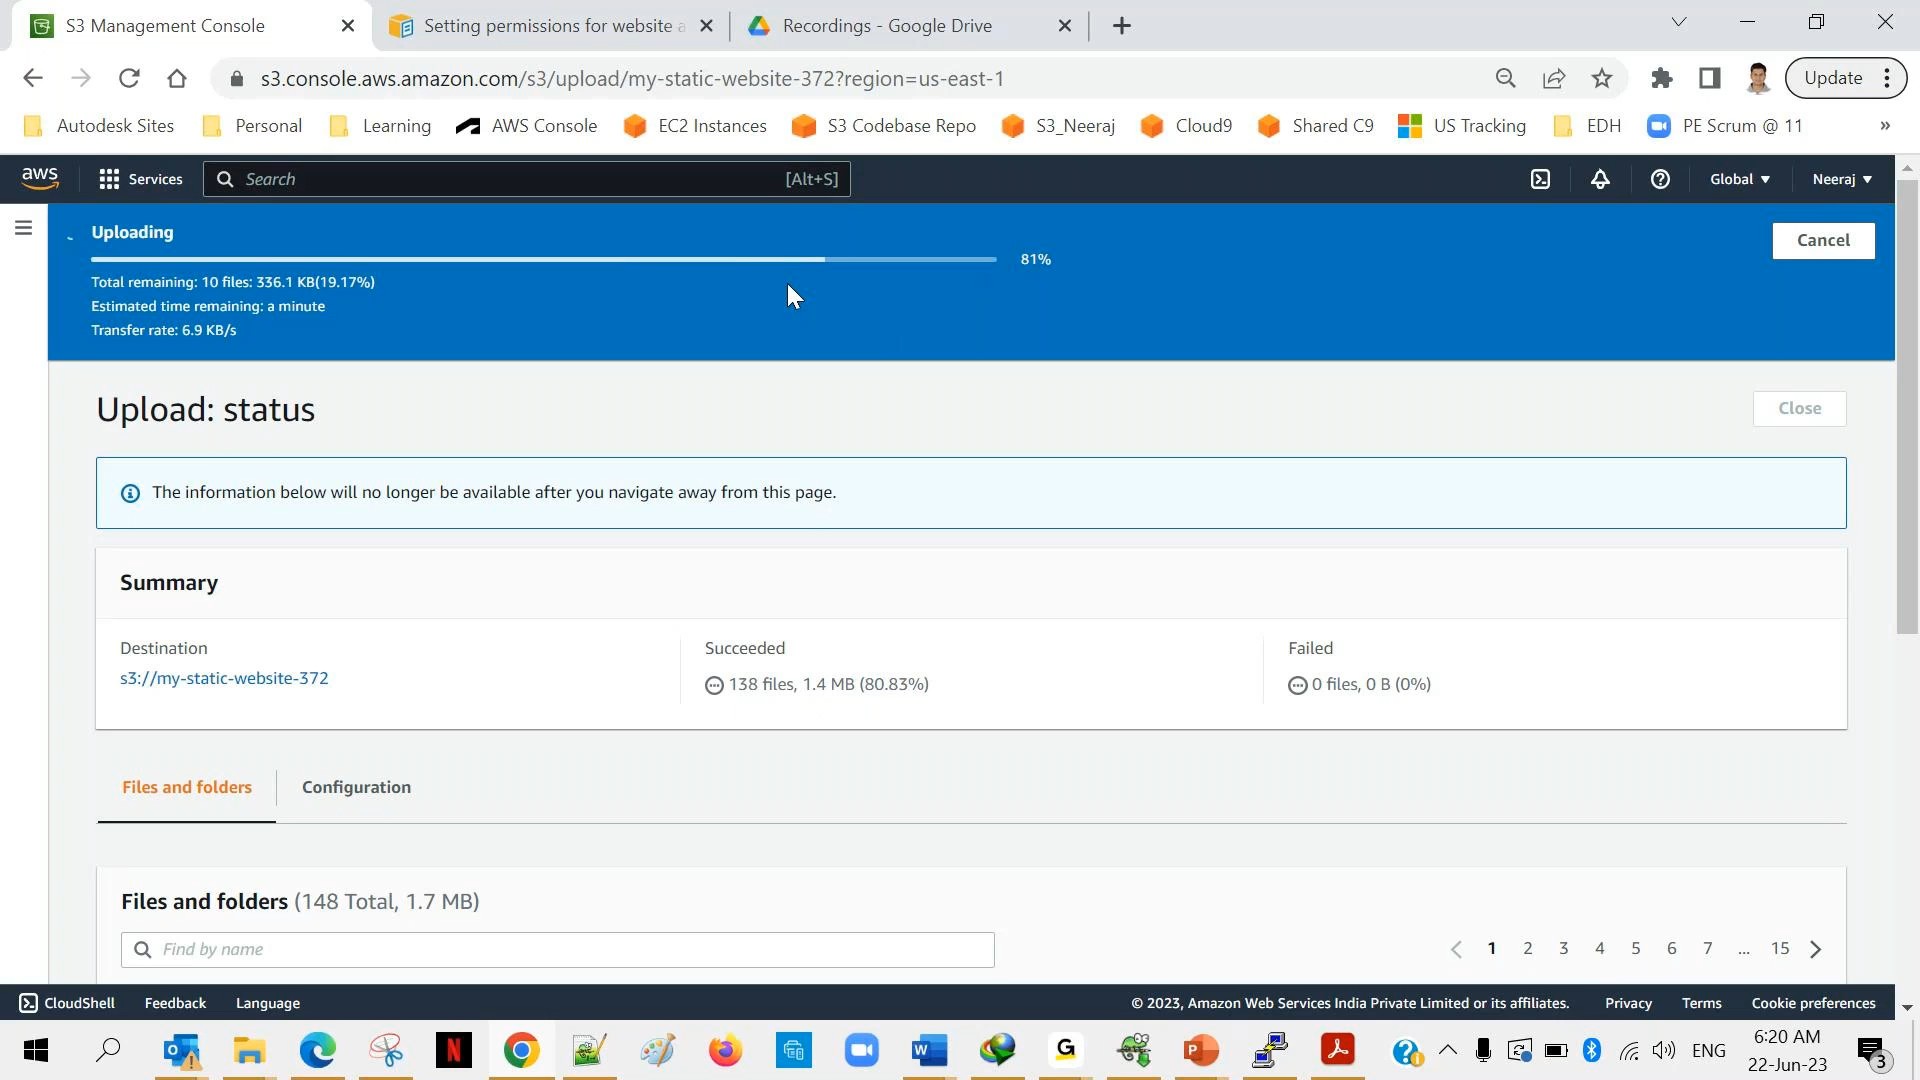 S3 Management Console
Setting permissions for website a
Recordings - Google Drive
s3.console.aws.amazon.com/s3/upload/my-static-website-372?region=us-east-1
Update
Autodesk Sites
Personal
Learning
AWS Console
EC2 Instances
S3 Codebase Repo
S3_Neeraj
Cloud9
Shared C9
US Tracking
EDH
PE Scrum @ 11
»
aws
Services
Search
[Alt+S]
Global
Neeraj
Uploading
81%
Cancel
Total remaining: 10 files: 336.1 KB(19.17%)
Estimated time remaining: a minute
Transfer rate: 6.9 KB/s
Upload: status
Close
The information below will no longer be available after you navigate away from this page.
Summary
Destination
s3://my-static-website-372
Succeeded
138 files, 1.4 MB (80.83%)
Failed
0 files, 0 B (0%)
Files and folders
Configuration
Files and folders (148 Total, 1.7 MB)
Find by name
1 2 3 4 5 6 7 ... 15
CloudShell
Feedback
Language
© 2023, Amazon Web Services India Private Limited or its affiliates.
Privacy
Terms
Cookie preferences
ENG
6:20 AM
22-Jun-23
3